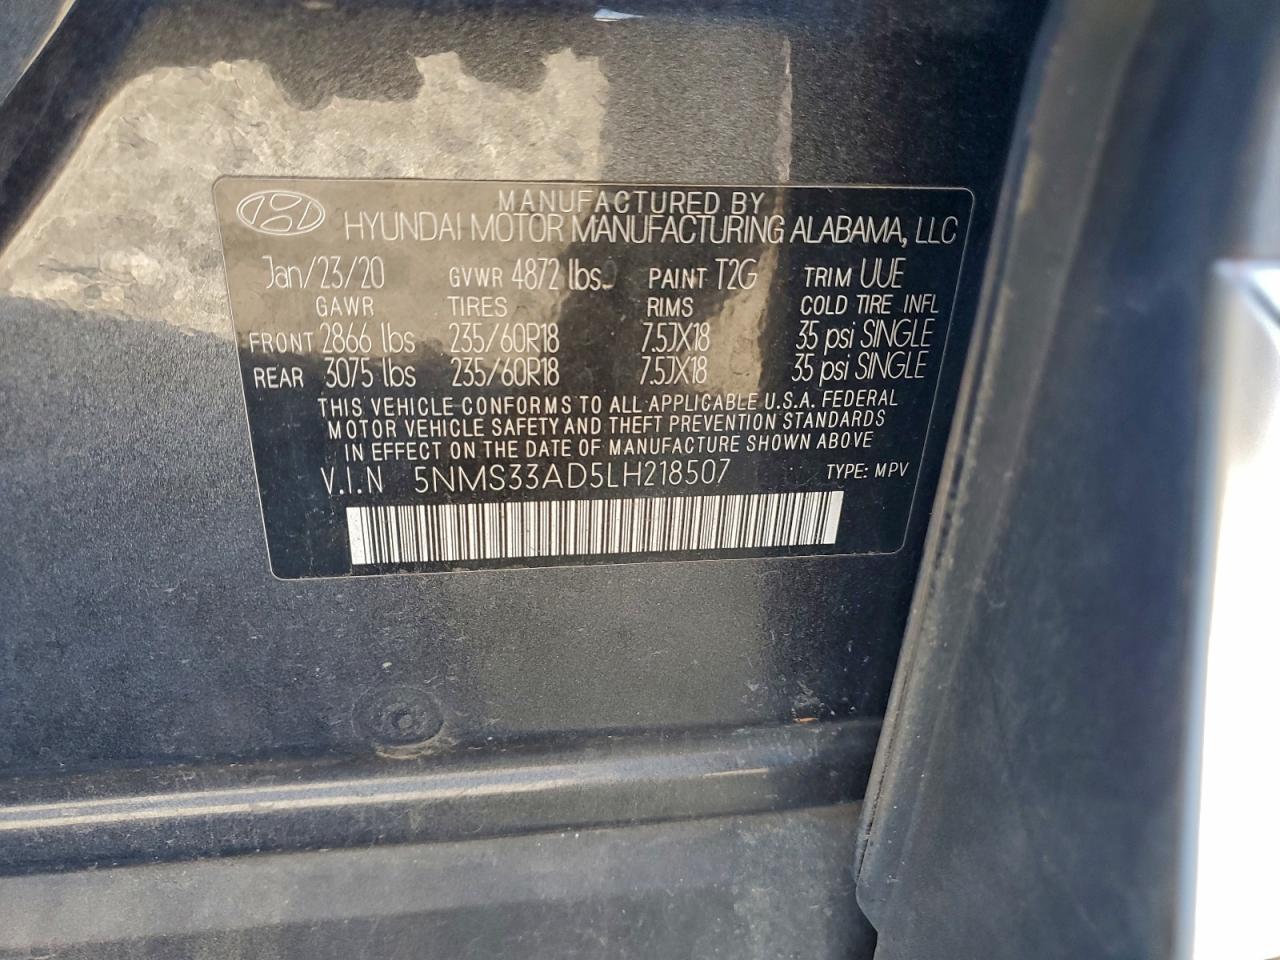 MANUFACTURED BY
HYUNDAI MOTOR MANUFACTURING ALABAMA, LLC
Jan/23/20 GVWR 4872 lbs. PAINT T2G TRIM UUE
GAWR TIRES RIMS COLD TIRE INFL
FRONT 2866 lbs 235/60R18 7.5JX18 35 psi SINGLE
REAR 3075 lbs 235/60R18 7.5JX18 35 psi SINGLE
THIS VEHICLE CONFORMS TO ALL APPLICABLE U.S.A. FEDERAL
MOTOR VEHICLE SAFETY AND THEFT PREVENTION STANDARDS
IN EFFECT ON THE DATE OF MANUFACTURE SHOWN ABOVE
V.I.N 5NMS33AD5LH218507 TYPE: MPV